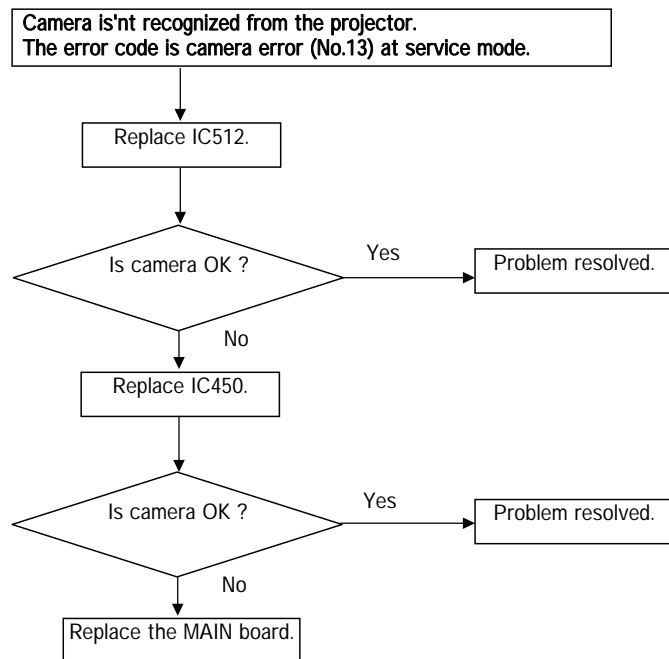 Camera is'nt recognized from the projector.
The error code is camera error (No.13) at service mode.
Replace IC512.
Is camera OK ?
Yes
Problem resolved.
No
Replace IC450.
Is camera OK ?
Yes
Problem resolved.
No
Replace the MAIN board.